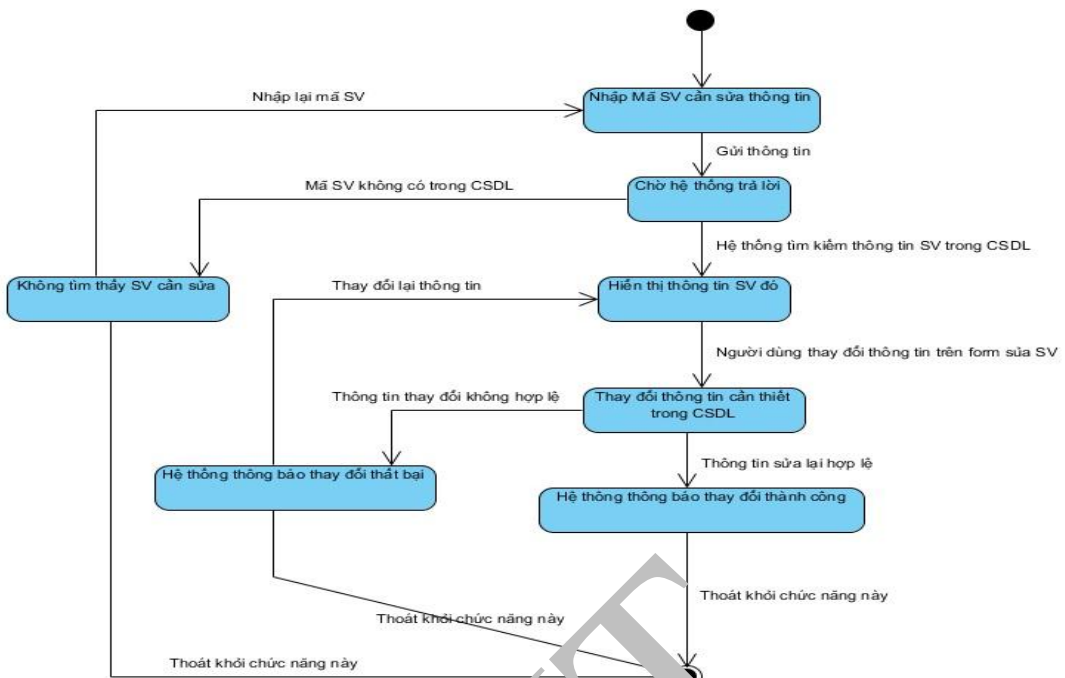 Nhập lại mã SV
Nhập Mã SV cần sửa thông tin
Gửi thông tin
Mã SV không có trong CSDL
Chờ hệ thống trả lời
Hệ thống tìm kiếm thông tin SV trong CSDL
Không tìm thấy SV cần sửa
Thay đổi lại thông tin
Hiển thị thông tin SV đó
Người dùng thay đổi thông tin trên form sủa SV
Thông tin thay đổi không hợp lệ
Thay đổi thông tin cần thiết
trong CSDL
Thông tin sửa lại hợp lệ
Hệ thống thông báo thay đổi thất bại
Hệ thông thông báo thay đổi thành công
Thoát khỏi chức năng này
Thoát khỏi chức năng này
Thoát khỏi chức năng này